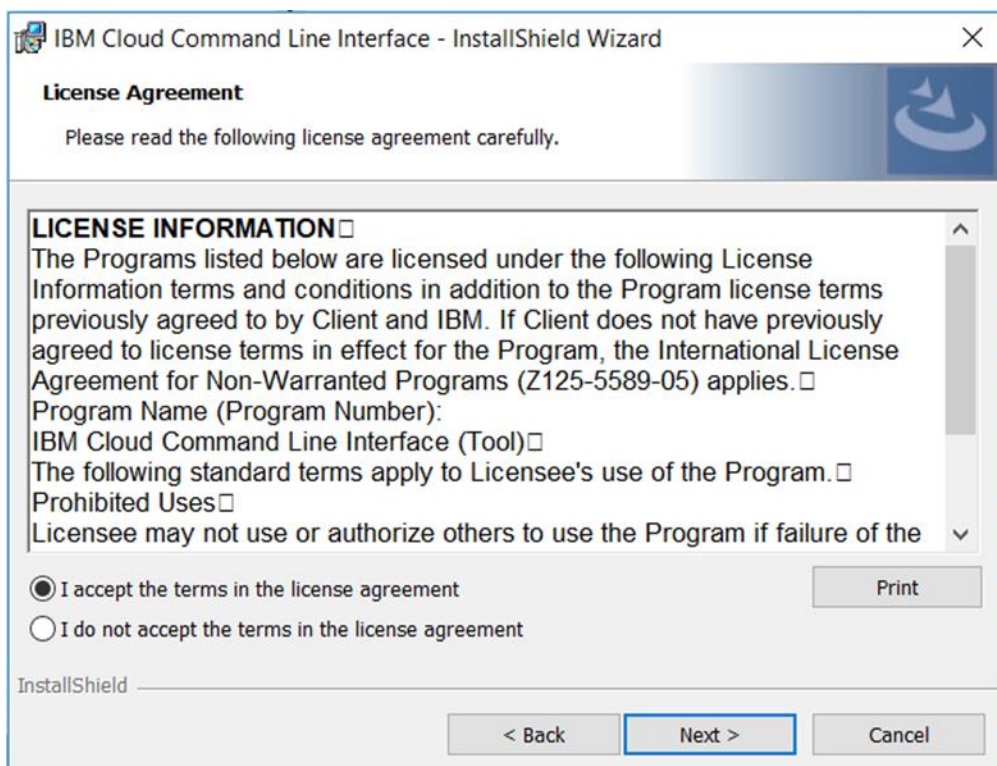 IBM Cloud Command Line Interface - InstallShield Wizard
License Agreement
Please read the following license agreement carefully.
LICENSE INFORMATION□
The Programs listed below are licensed under the following License
Information terms and conditions in addition to the Program license terms
previously agreed to by Client and IBM. If Client does not have previously
agreed to license terms in effect for the Program, the International License
Agreement for Non-Warranted Programs (Z125-5589-05) applies.□
Program Name (Program Number):
IBM Cloud Command Line Interface (Tool)□
The following standard terms apply to Licensee's use of the Program.□
Prohibited Uses□
Licensee may not use or authorize others to use the Program if failure of the
I accept the terms in the license agreement
Print
I do not accept the terms in the license agreement
InstallShield
< Back
Next >
Cancel